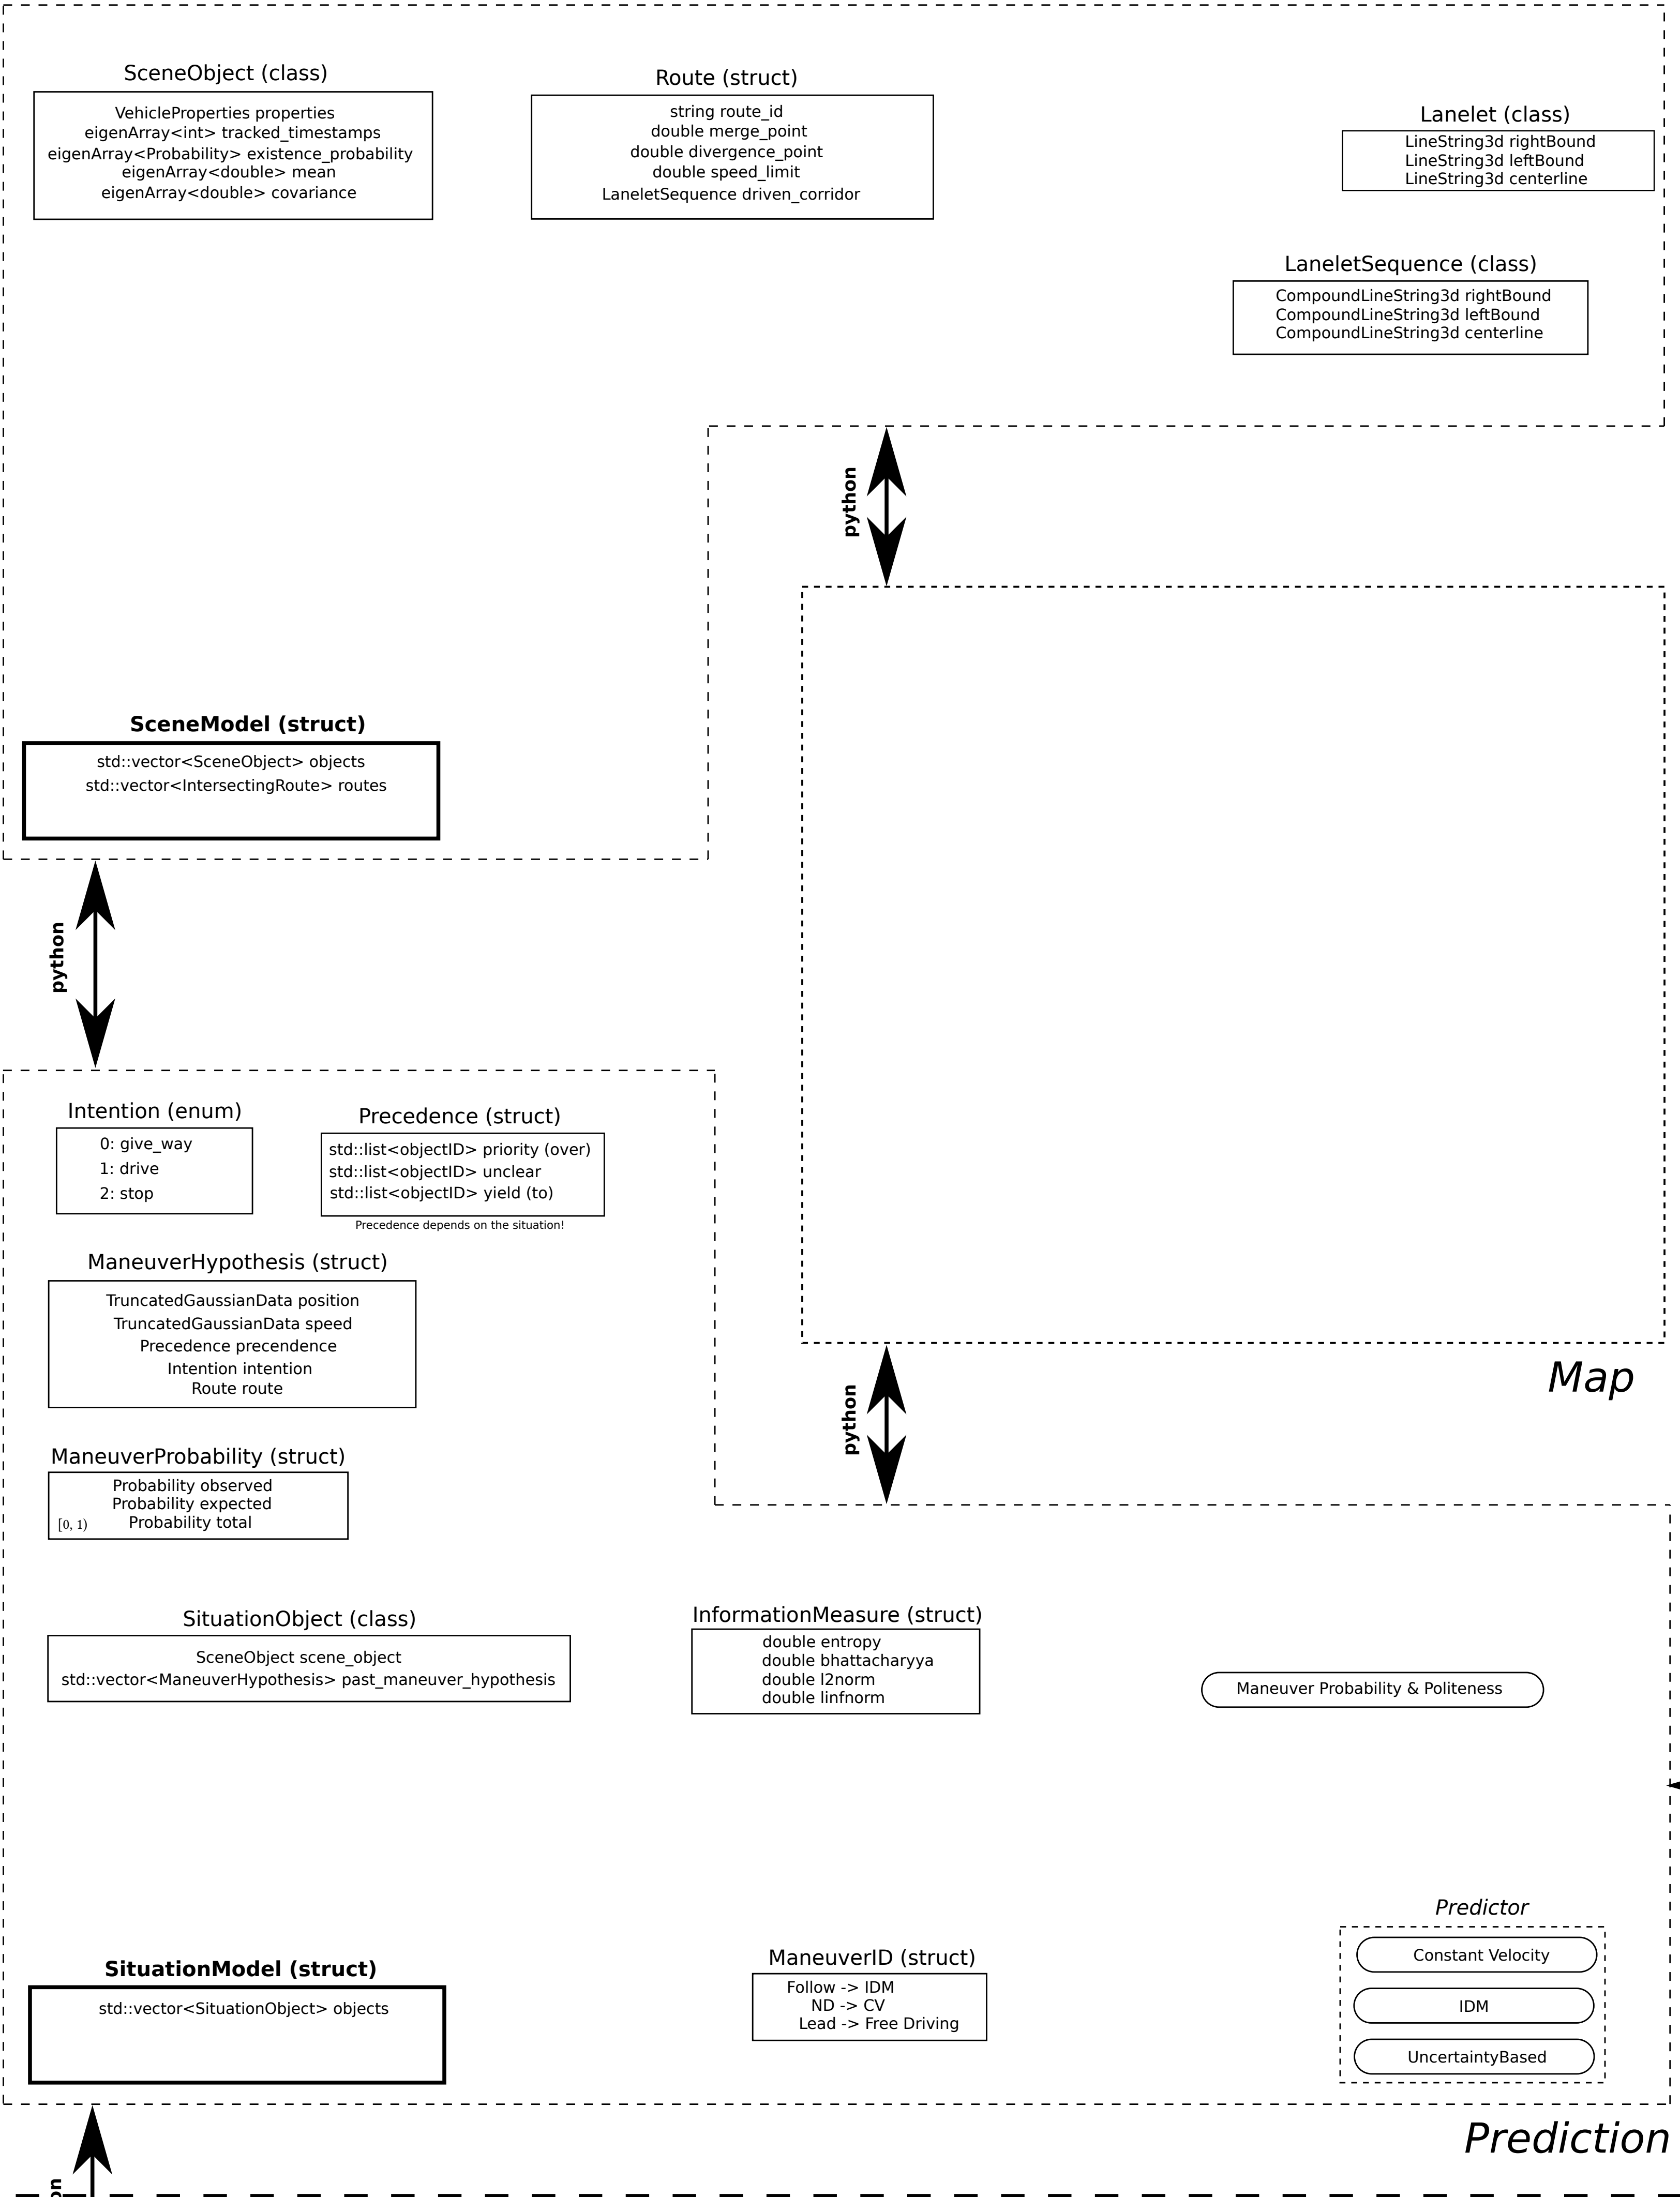 SceneObject (class)
VehicleProperties properties
eigenArray<int> tracked_timestamps
eigenArray<Probability> existence_probability
eigenArray<double> mean
eigenArray<double> covariance
Route (struct)
string route_id
double merge_point
double divergence_point
double speed_limit
LaneletSequence driven_corridor
Lanelet (class)
LineString3d rightBound
LineString3d leftBound
LineString3d centerline
LaneletSequence (class)
CompoundLineString3d rightBound
CompoundLineString3d leftBound
CompoundLineString3d centerline
python
SceneModel (struct)
std::vector<SceneObject> objects
std::vector<IntersectingRoute> routes
python
Intention (enum)
0: give_way
1: drive
2: stop
Precedence (struct)
std::list<objectID> priority (over)
std::list<objectID> unclear
std::list<objectID> yield (to)
Precedence depends on the situation!
ManeuverHypothesis (struct)
TruncatedGaussianData position
TruncatedGaussianData speed
Precedence precendence
Intention intention
Route route
Map
python
ManeuverProbability (struct)
Probability observed
Probability expected
[0, 1) Probability total
SituationObject (class)
SceneObject scene_object
std::vector<ManeuverHypothesis> past_maneuver_hypothesis
InformationMeasure (struct)
double entropy
double bhattacharyya
double l2norm
double linfnorm
Maneuver Probability & Politeness
SituationModel (struct)
std::vector<SituationObject> objects
ManeuverID (struct)
Follow -> IDM
ND -> CV
Lead -> Free Driving
Predictor
Constant Velocity
IDM
UncertaintyBased
Prediction